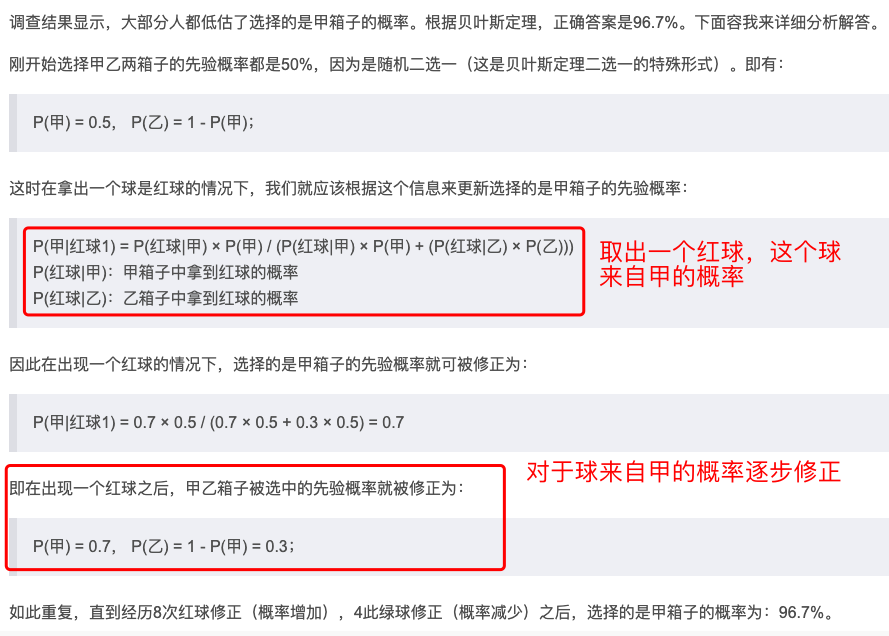 调查结果显示，大部分人都低估了选择的是甲箱子的概率。根据贝叶斯定理，正确答案是96.7%。下面容我来详细分析解答。
刚开始选择甲乙两箱子的先验概率都是50%，因为是随机二选一（这是贝叶斯定理二选一的特殊形式）。即有：
P(甲) = 0.5， P(乙) = 1 - P(甲)；
这时在拿出一个球是红球的情况下，我们就应该根据这个信息来更新选择的是甲箱子的先验概率：
P(甲|红球1) = P(红球|甲) × P(甲) / (P(红球|甲) × P(甲) + (P(红球|乙) × P(乙)))
P(红球|甲)：甲箱子中拿到红球的概率
P(红球|乙)：乙箱子中拿到红球的概率
取出一个红球，这个球
来自甲的概率
因此在出现一个红球的情况下，选择的是甲箱子的先验概率就可被修正为：
P(甲|红球1) = 0.7 × 0.5 / (0.7 × 0.5 + 0.3 × 0.5) = 0.7
对于球来自甲的概率逐步修正
即在出现一个红球之后，甲乙箱子被选中的先验概率就被修正为：
P(甲) = 0.7， P(乙) = 1 - P(甲) = 0.3；
如此重复，直到经历8次红球修正（概率增加），4此绿球修正（概率减少）之后，选择的是甲箱子的概率为：96.7%。